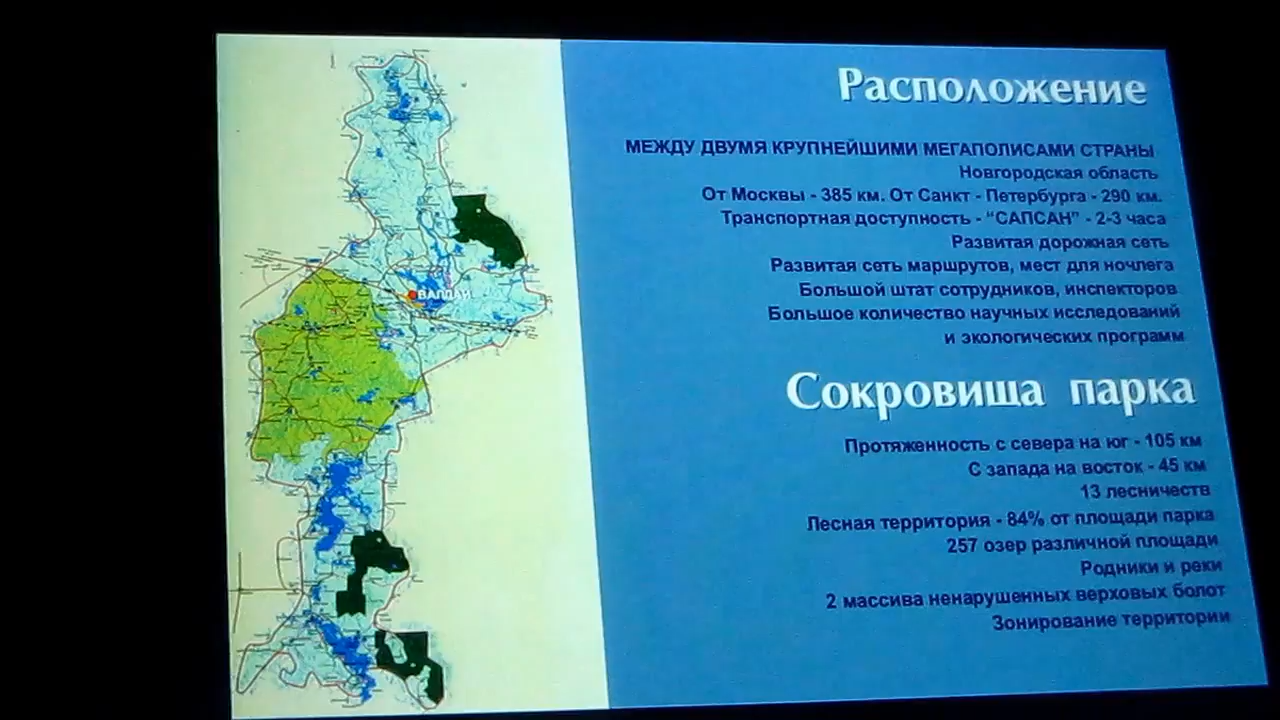 Расположение
МЕЖДУ ДВУМЯ КРУПНЕЙШИМИ МЕГАПОЛИСАМИ СТРАНЫ
Новгородская область
От Москвы - 385 км. От Санкт - Петербурга - 290 км.
Транспортная доступность - “САПСАН” - 2-3 часа
Развитая дорожная сеть
Развитая сеть маршрутов, мест для ночлега
Большой штат сотрудников, инспекторов
Большое количество научных исследований
и экологических программ
ВАЛДАЙ
Сокровища парка
Протяженность с севера на юг - 105 км
С запада на восток - 45 км
13 лесничеств
Лесная территория - 84% от площади парка
257 озер различной площади
Родники и реки
2 массива ненарушенных верховых болот
Зонирование территории